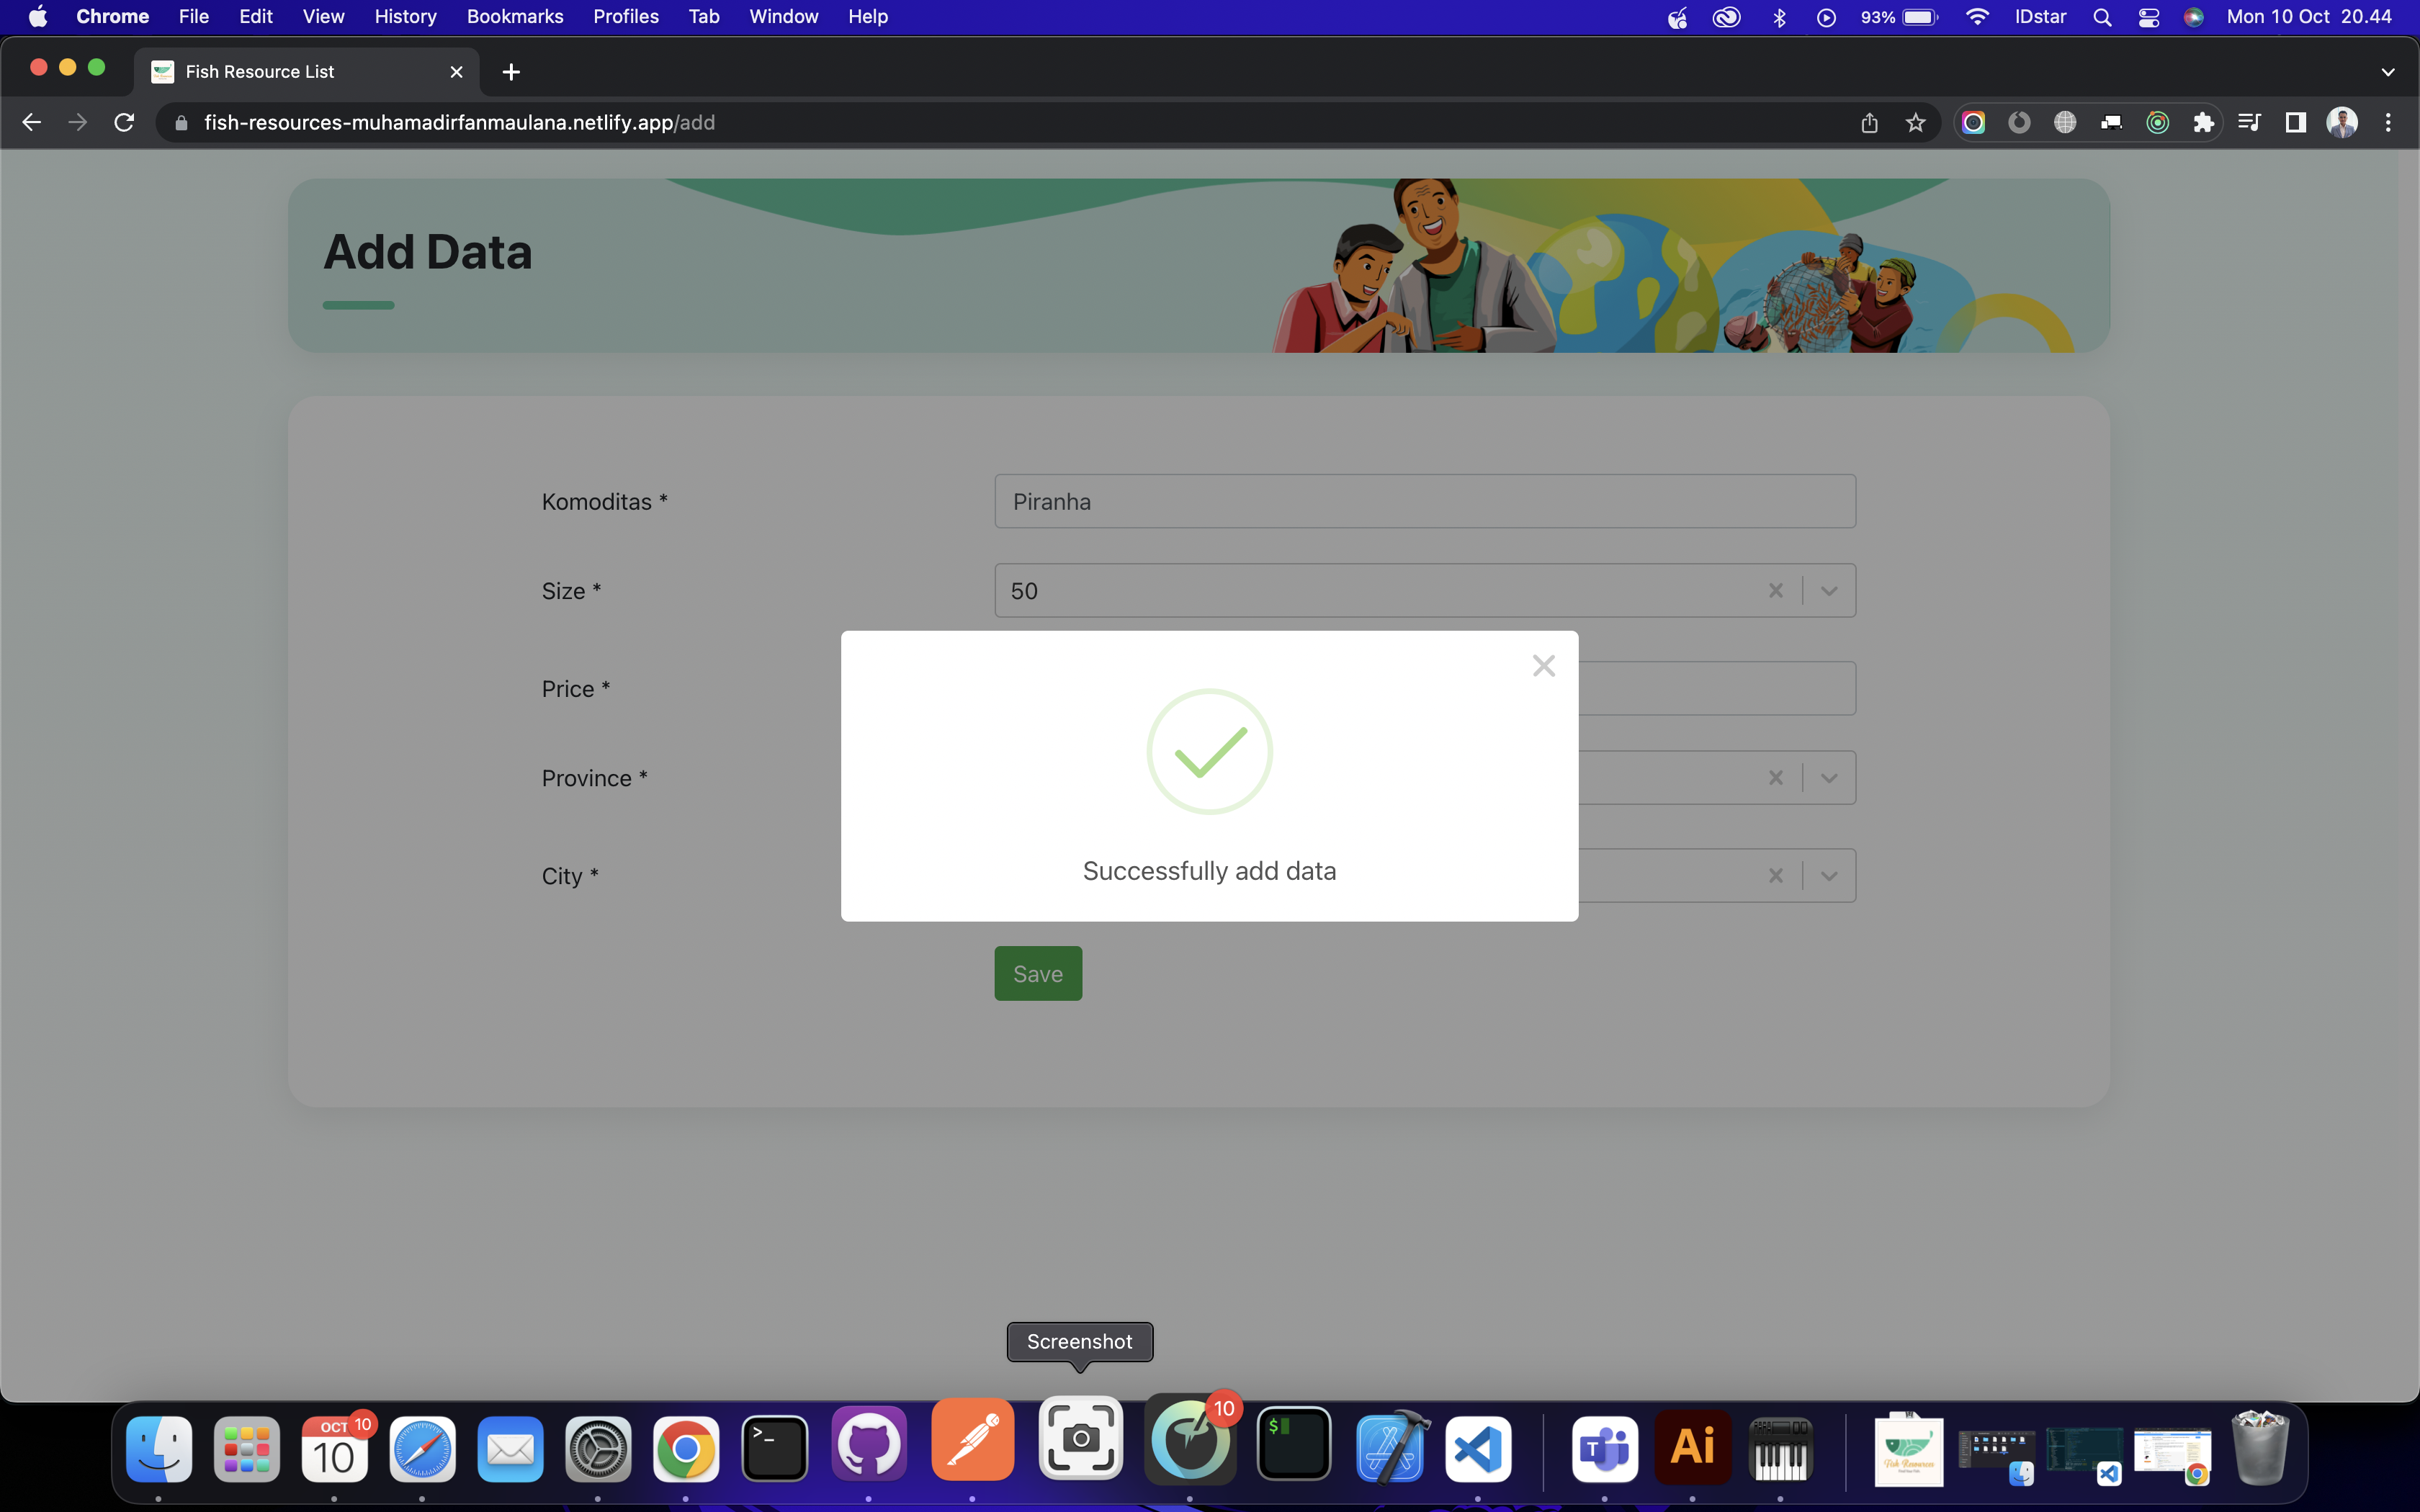 Chrome File Edit View History Bookmarks Profiles Tab Window Help 93% IDstar Mon 10 Oct 20.44
Fish Resource List
fish-resources-muhamadirfanmaulana.netlify.app/add
Add Data
Komoditas * Piranha
Size * 50
Price *
Province *
City *
Successfully add data
Save
Screenshot
OCT 10
10
10
>_
$
T
Ai
Fish Resources